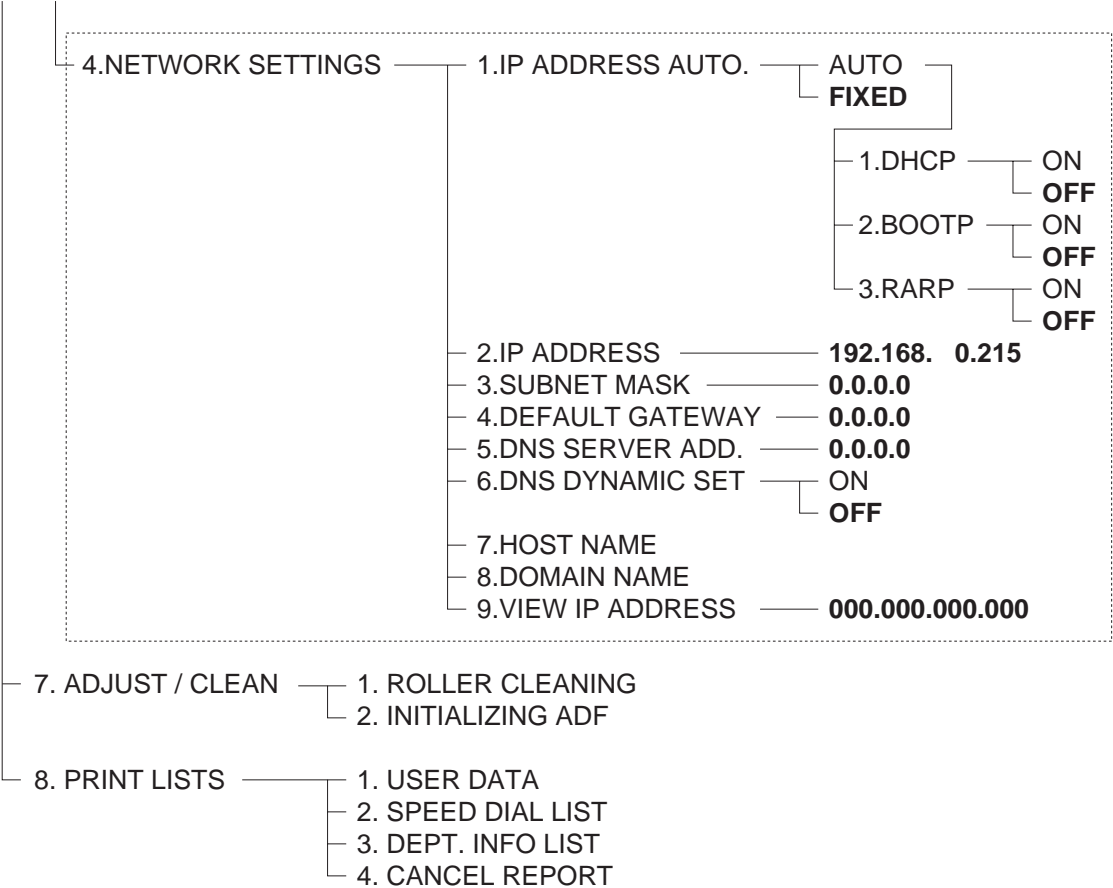 4.NETWORK SETTINGS 1.IP ADDRESS AUTO. AUTO
FIXED
1.DHCP ON
OFF
2.BOOTP ON
OFF
3.RARP ON
OFF
2.IP ADDRESS 192.168. 0.215
3.SUBNET MASK 0.0.0.0
4.DEFAULT GATEWAY 0.0.0.0
5.DNS SERVER ADD. 0.0.0.0
6.DNS DYNAMIC SET ON
OFF
7.HOST NAME
8.DOMAIN NAME
9.VIEW IP ADDRESS 000.000.000.000
7. ADJUST / CLEAN 1. ROLLER CLEANING
2. INITIALIZING ADF
8. PRINT LISTS 1. USER DATA
2. SPEED DIAL LIST
3. DEPT. INFO LIST
4. CANCEL REPORT